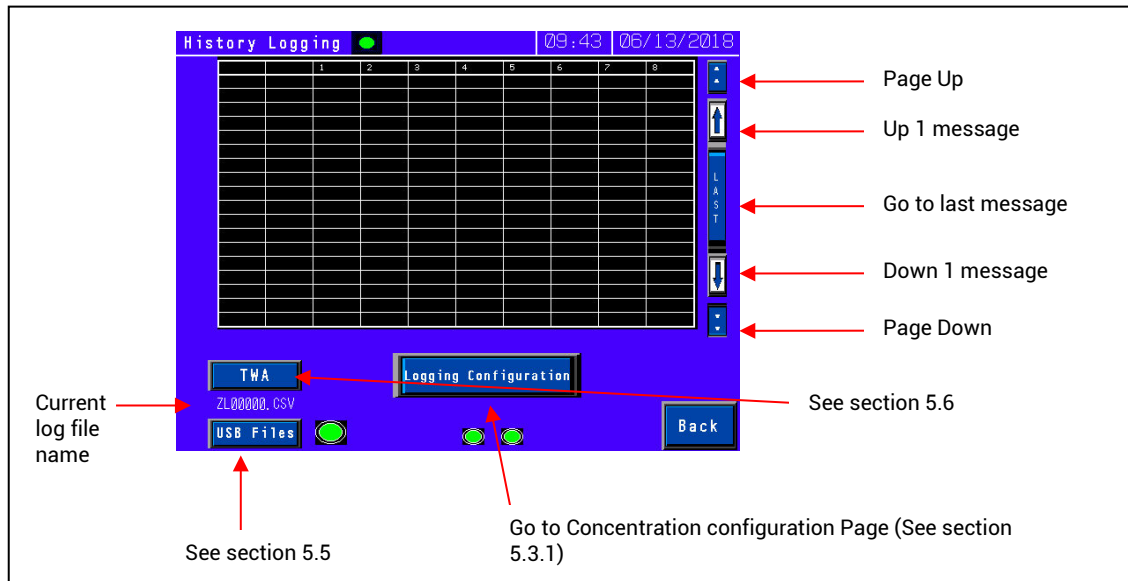 History Logging 09:43 06/13/2018
1 2 3 4 5 6 7 8
Page Up
Up 1 message
L
A
S
T
Go to last message
Down 1 message
Page Down
TWA
Logging Configuration
See section 5.6
Current
log file
name
ZL00000.CSV
USB Files
Back
See section 5.5
Go to Concentration configuration Page (See section
5.3.1)